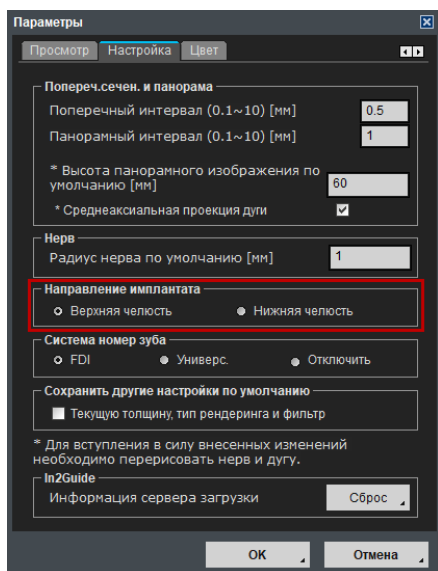 Параметры
Просмотр Настройка Цвет
Попереч.сечен. и панорама
Поперечный интервал (0.1~10) [мм] 0.5
Панорамный интервал (0.1~10) [мм] 1
* Высота панорамного изображения по
умолчанию [мм] 60
* Среднеаксиальная проекция дуги
Нерв
Радиус нерва по умолчанию [мм] 1
Направление имплантата
Верхняя челюсть Нижняя челюсть
Система номер зуба
FDI Универс. Отключить
Сохранить другие настройки по умолчанию
Текущую толщину, тип рендеринга и фильтр
* Для вступления в силу внесенных изменений
необходимо перерисовать нерв и дугу.
In2Guide
Информация сервера загрузки Сброс
OK Отмена